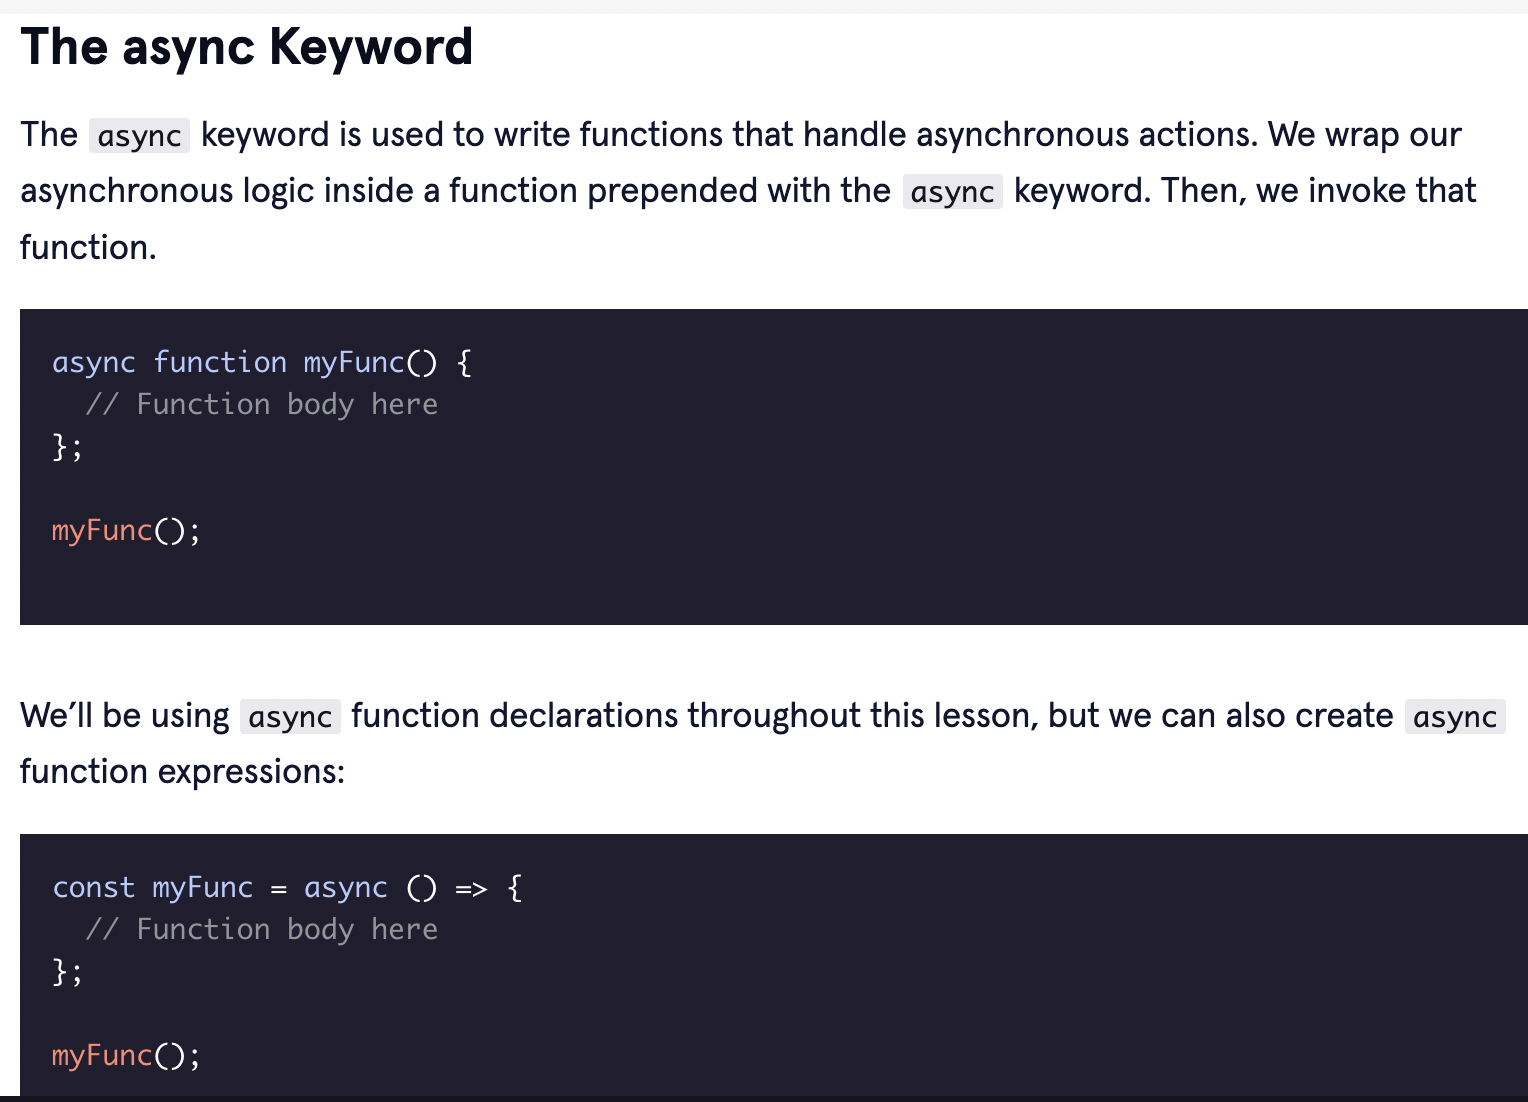 The async Keyword
The async keyword is used to write functions that handle asynchronous actions. We wrap our
asynchronous logic inside a function prepended with the async keyword. Then, we invoke that
function.
async function myFunc() {
  // Function body here
};
myFunc();
We’ll be using async function declarations throughout this lesson, but we can also create async
function expressions:
const myFunc = async () => {
  // Function body here
};
myFunc();